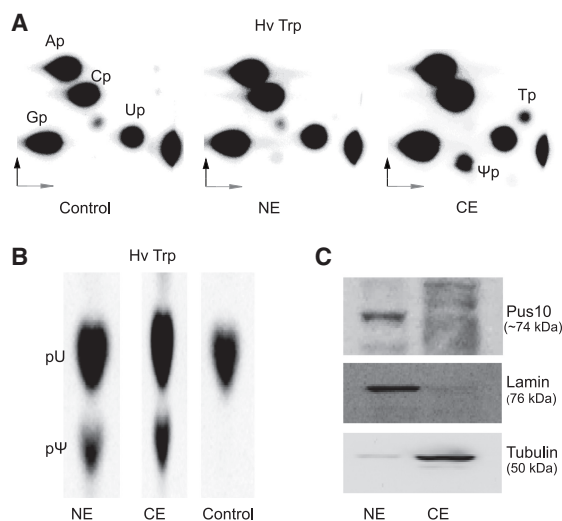 A
Hv Trp
Ap
Cp
Gp
Up
Tp
Ψp
Control
NE
CE
B
Hv Trp
pU
pΨ
NE
CE
Control
C
Pus10
(~74 kDa)
Lamin
(76 kDa)
Tubulin
(50 kDa)
NE
CE